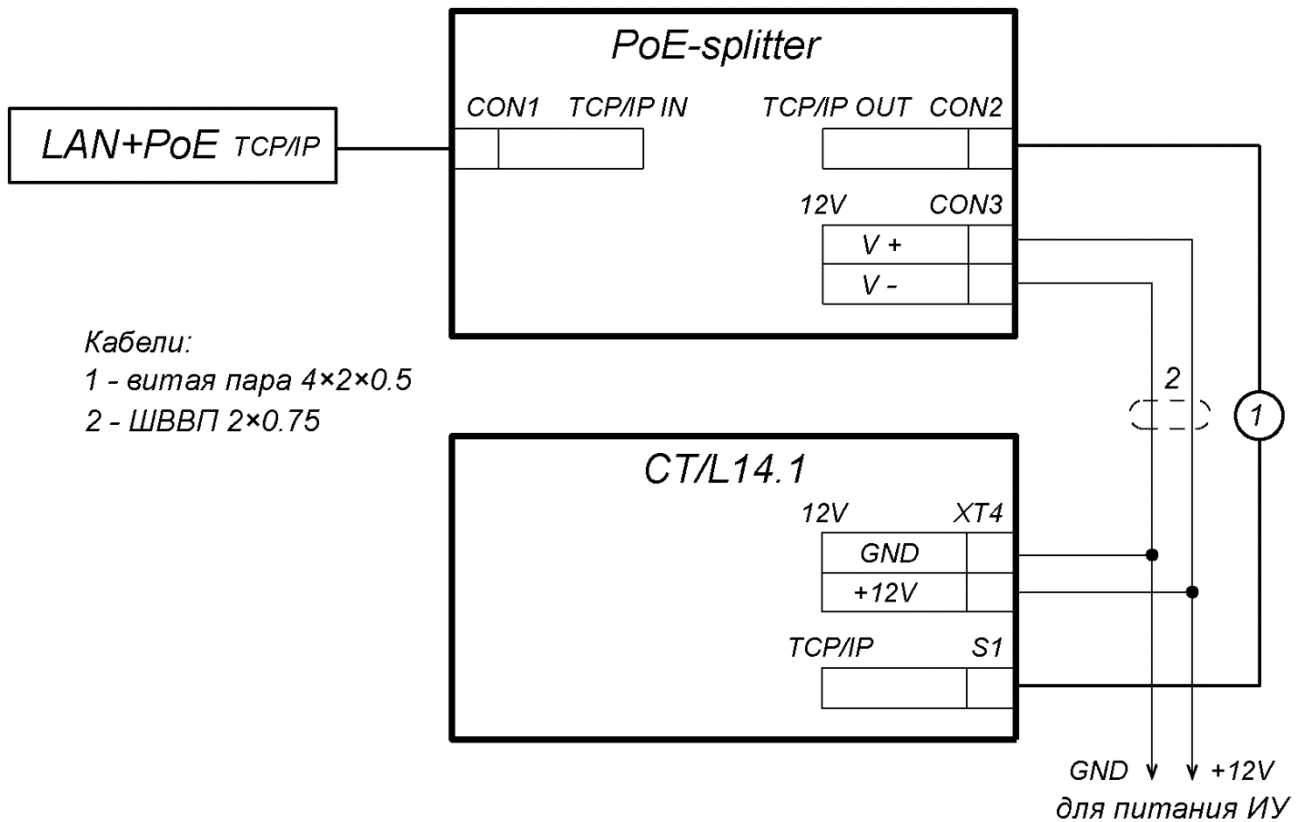 PoE-splitter
CON1 TCP/IP IN TCP/IP OUT CON2
LAN+PoE TCP/IP
12V CON3
V +
V -
Кабели:
1 - витая пара 4×2×0.5
2 - ШВВП 2×0.75
2
1
CT/L14.1
12V XT4
GND
+12V
TCP/IP S1
GND +12V
для питания ИУ